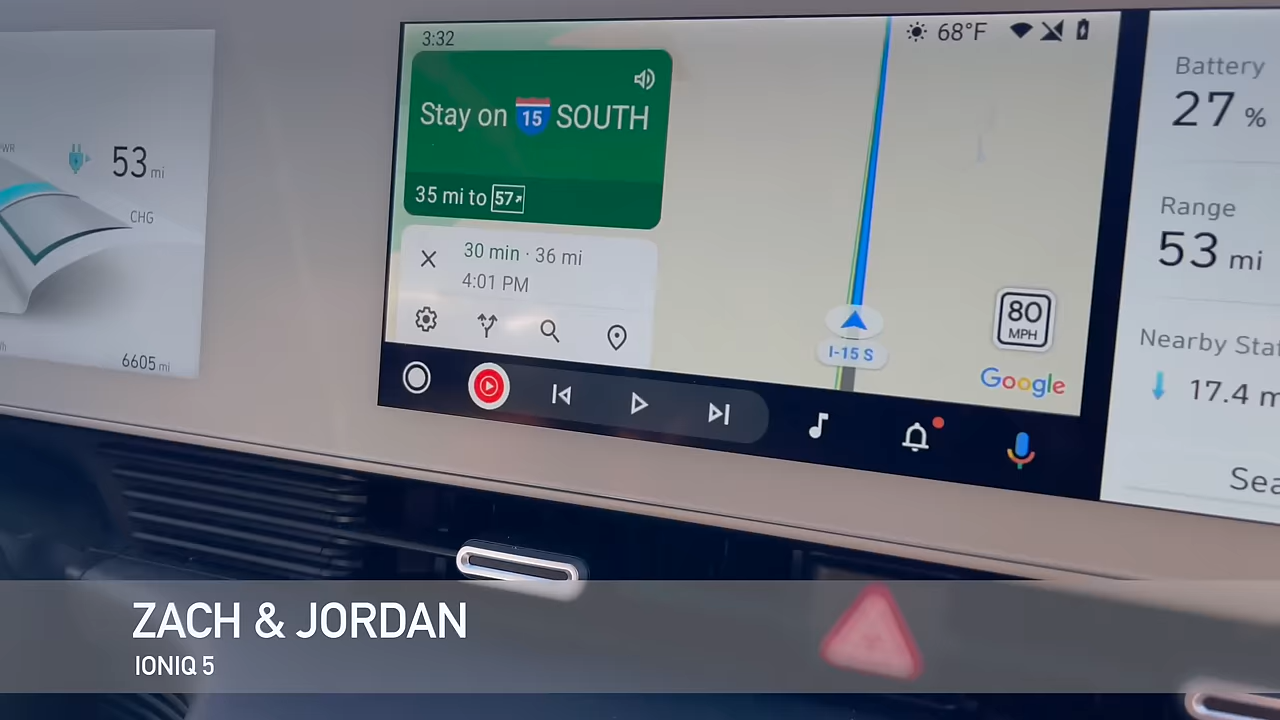 PWR
53 mi
CHG
6605 mi
3:32
68°F
Stay on 15 SOUTH
35 mi to 57
30 min · 36 mi
4:01 PM
80
MPH
I-15 S
Google
Battery
27 %
Range
53 mi
Nearby Sta
17.4 m
Sea
ZACH & JORDAN
IONIQ 5